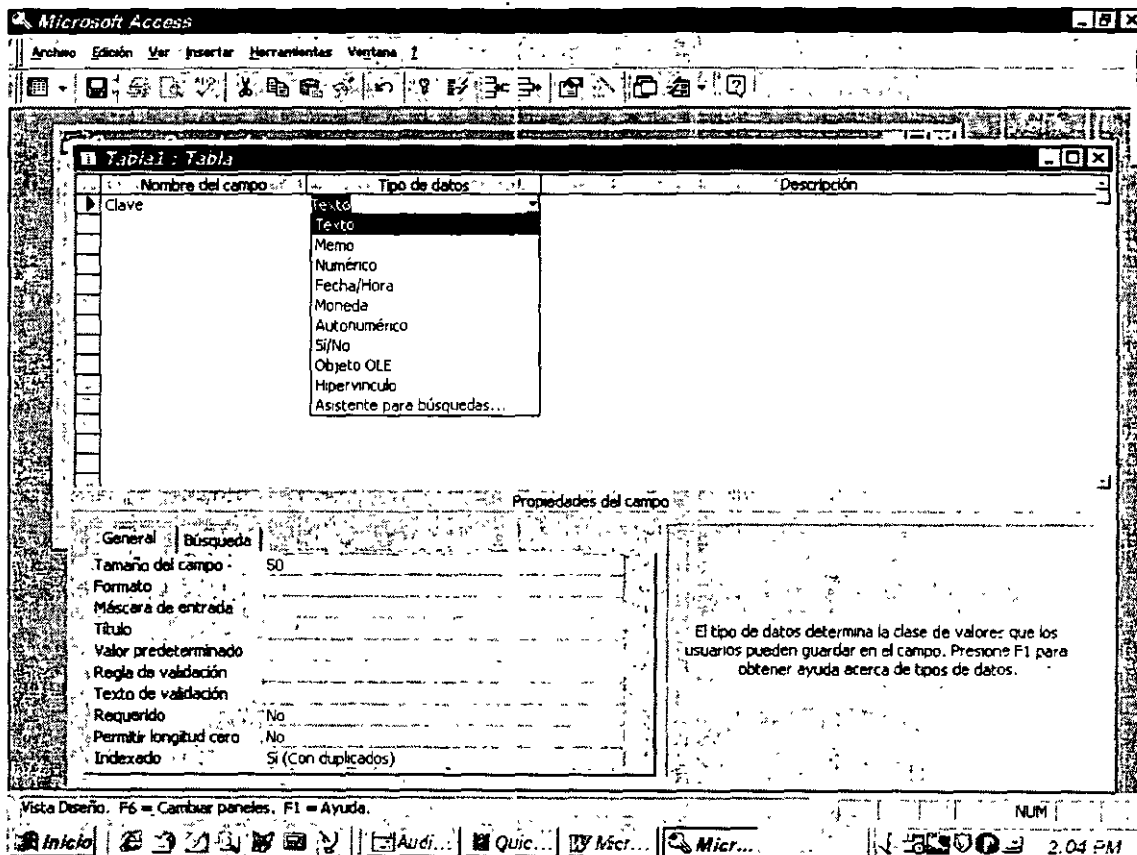 Microsoft Access
Archivo Edición Ver Insertar Herramientas Ventana ?
Tabla1 : Tabla
Nombre del campo Tipo de datos Descripción
Clave Texto
Texto
Memo
Numérico
Fecha/Hora
Moneda
Autonumérico
Sí/No
Objeto OLE
Hipervínculo
Asistente para búsquedas...
Propiedades del campo
General Búsqueda
Tamaño del campo 50
Formato
Máscara de entrada
Título
Valor predeterminado
Regla de validación
Texto de validación
Requerido No
Permitir longitud cero No
Indexado Sí (Con duplicados)
El tipo de datos determina la clase de valores que los
usuarios pueden guardar en el campo. Presione F1 para
obtener ayuda acerca de tipos de datos.
Vista Diseño. F6 = Cambiar paneles. F1 = Ayuda. NUM
Inicio Audi... Quic... Micr... Micr... 2:04 PM